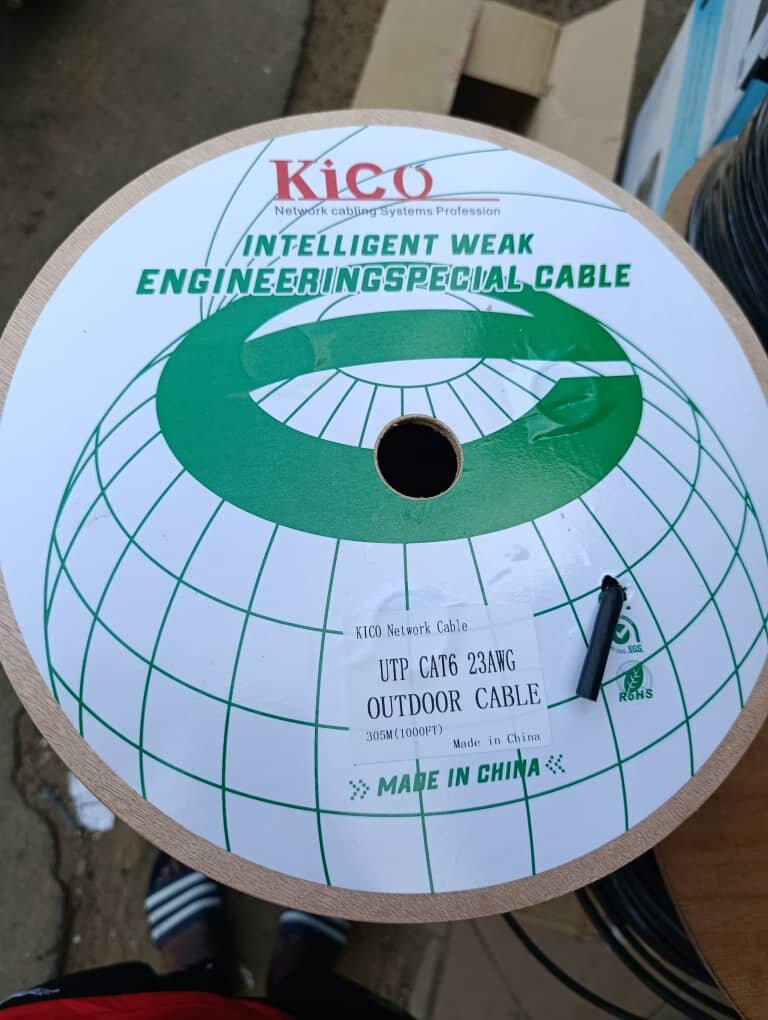 KiCO
Network cabling Systems Profession
INTELLIGENT WEAK
ENGINEERINGSPECIAL CABLE
KICO Network Cable
UTP CAT6 23AWG
OUTDOOR CABLE
305M(1000FT)
Made in China
SGS
RoHS
MADE IN CHINA